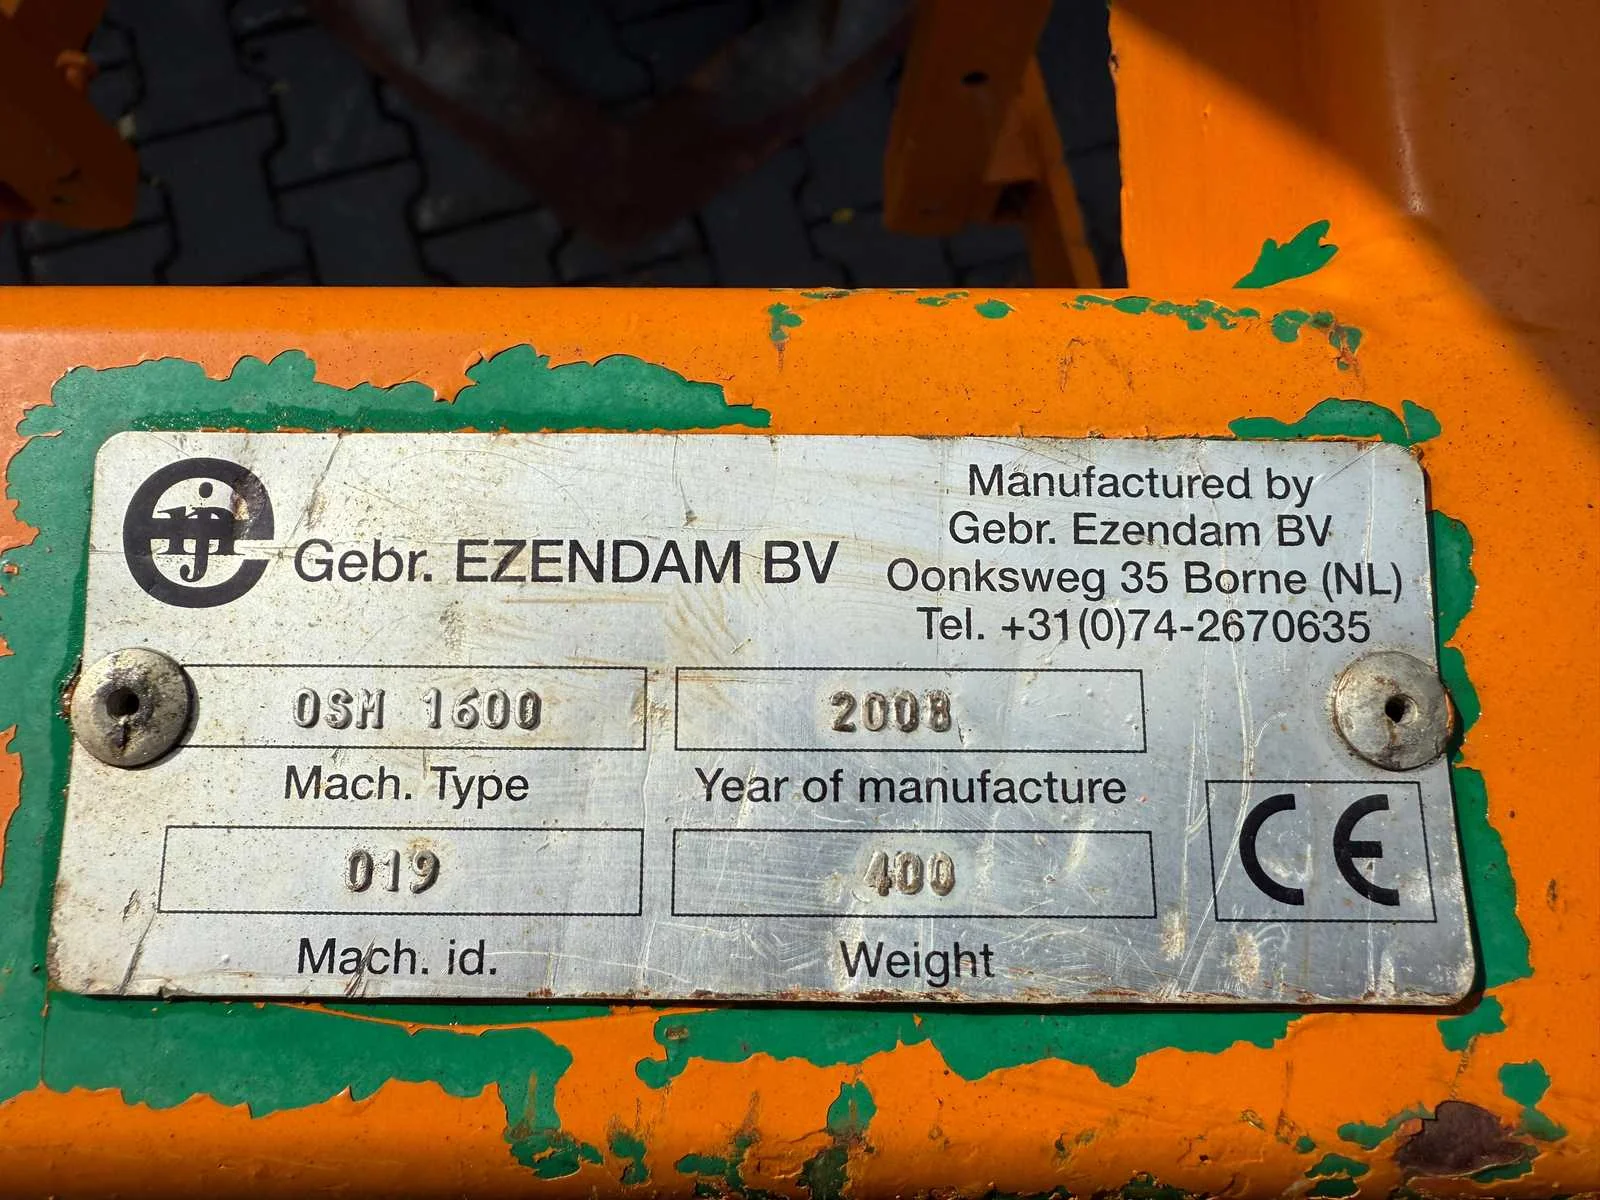 Gebr. EZENDAM BV
Manufactured by
Gebr. Ezendam BV
Oonksweg 35 Borne (NL)
Tel. +31(0)74-2670635
OSM 1600
2008
Mach. Type
Year of manufacture
019
400
Mach. id.
Weight
CE